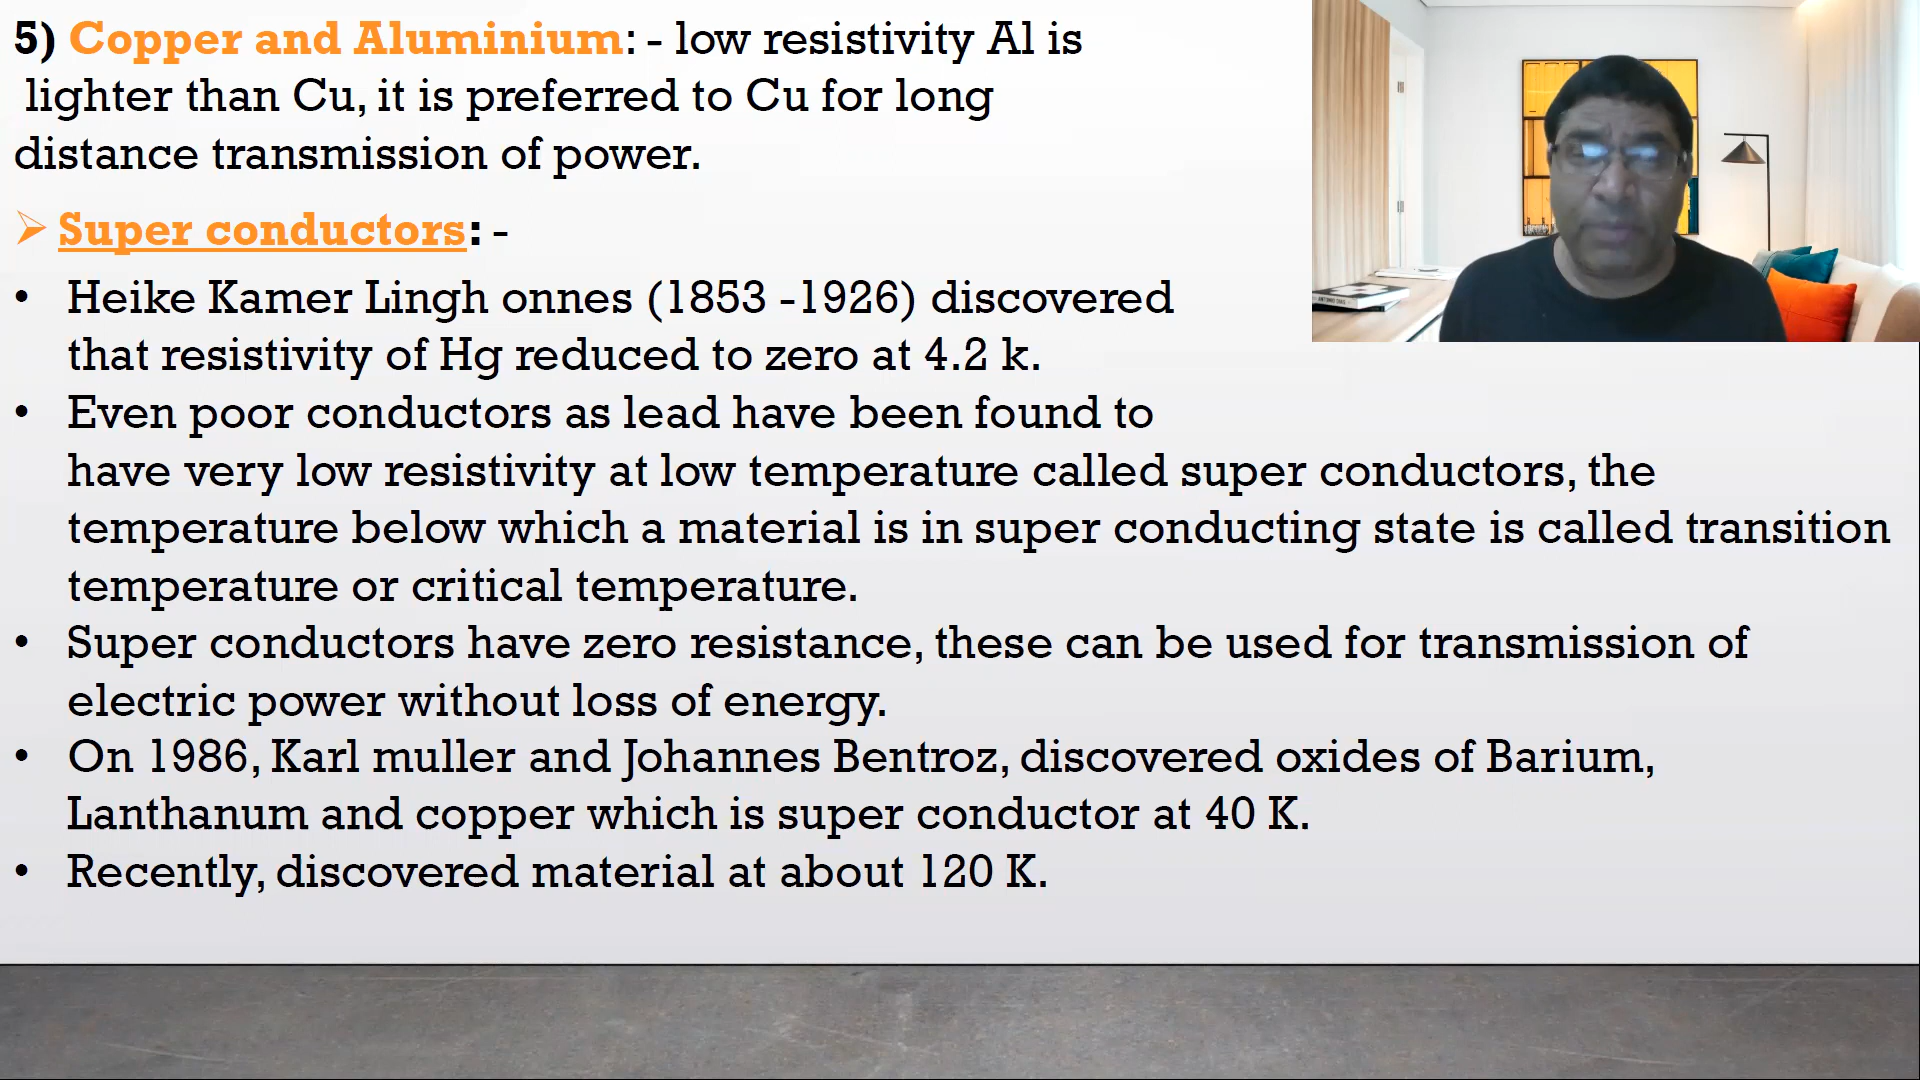 5) Copper and Aluminium: - low resistivity Al is
lighter than Cu, it is preferred to Cu for long
distance transmission of power.
➢ Super conductors: -
• Heike Kamer Lingh onnes (1853 -1926) discovered
that resistivity of Hg reduced to zero at 4.2 k.
• Even poor conductors as lead have been found to
have very low resistivity at low temperature called super conductors, the
temperature below which a material is in super conducting state is called transition
temperature or critical temperature.
• Super conductors have zero resistance, these can be used for transmission of
electric power without loss of energy.
• On 1986, Karl muller and Johannes Bentroz, discovered oxides of Barium,
Lanthanum and copper which is super conductor at 40 K.
• Recently, discovered material at about 120 K.